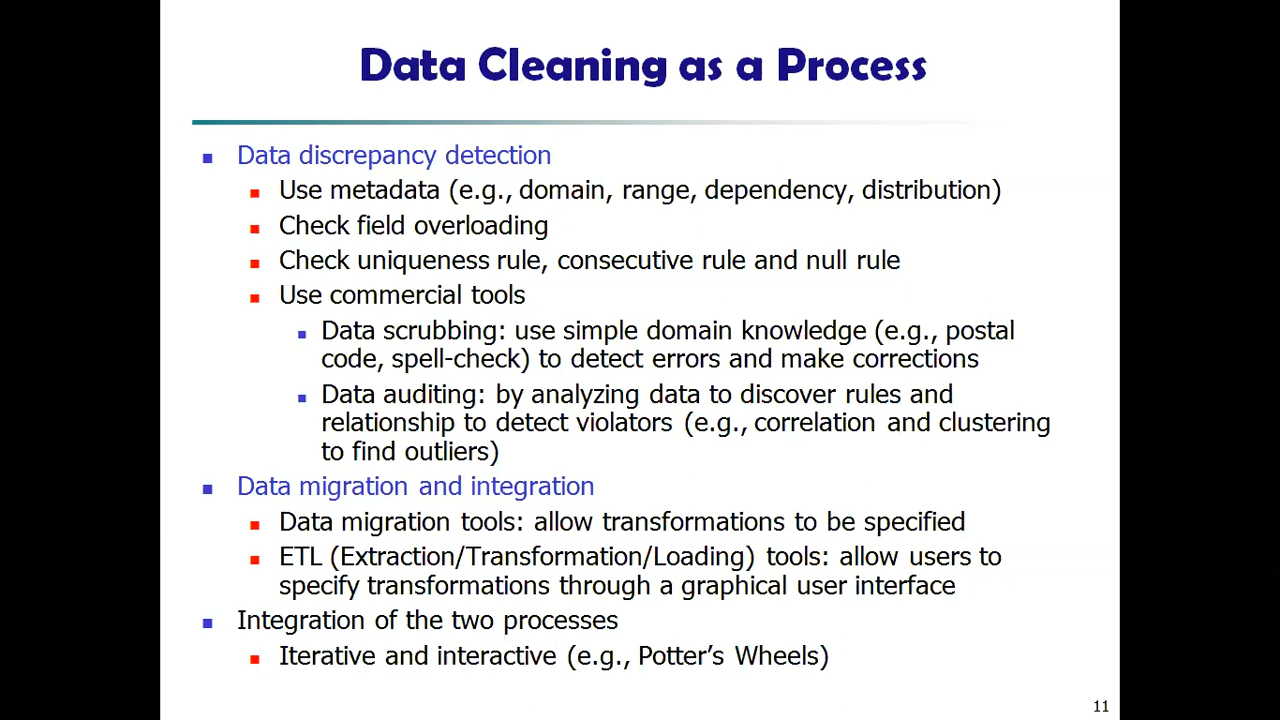 Data Cleaning as a Process
Data discrepancy detection
Use metadata (e.g., domain, range, dependency, distribution)
Check field overloading
Check uniqueness rule, consecutive rule and null rule
Use commercial tools
Data scrubbing: use simple domain knowledge (e.g., postal
code, spell-check) to detect errors and make corrections
Data auditing: by analyzing data to discover rules and
relationship to detect violators (e.g., correlation and clustering
to find outliers)
Data migration and integration
Data migration tools: allow transformations to be specified
ETL (Extraction/Transformation/Loading) tools: allow users to
specify transformations through a graphical user interface
Integration of the two processes
Iterative and interactive (e.g., Potter’s Wheels)
11